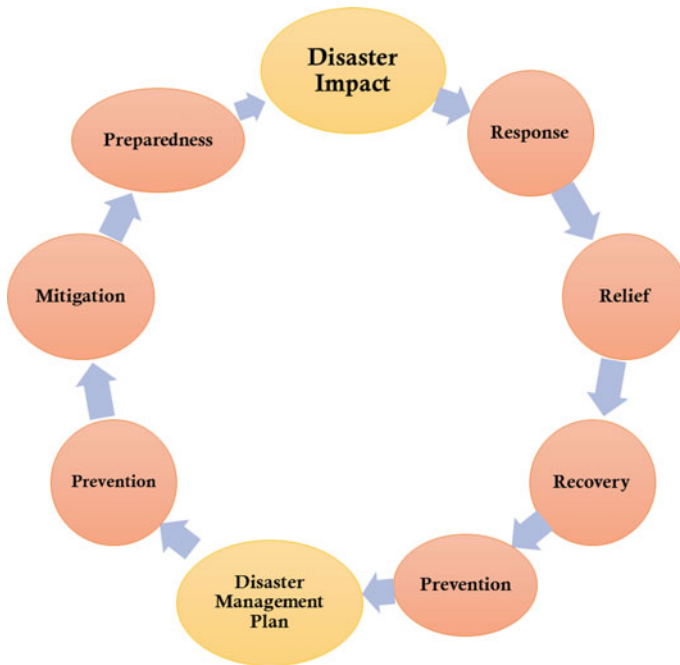 Disaster
Impact
Response
Relief
Recovery
Prevention
Disaster
Management
Plan
Prevention
Mitigation
Preparedness